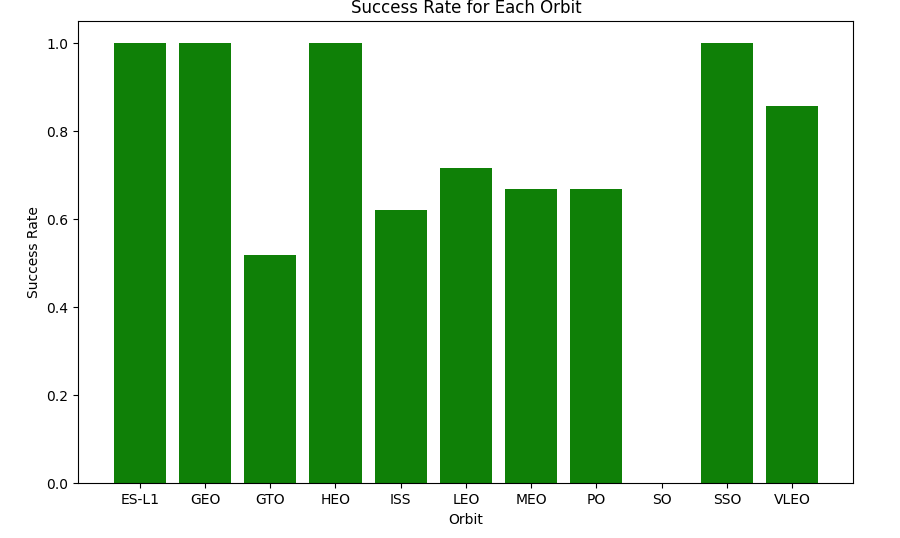 Success Rate for Each Orbit
1.0
0.8
0.6
0.4
0.2
0.0
Success Rate
ES-L1 GEO GTO HEO ISS LEO MEO PO SO SSO VLEO
Orbit